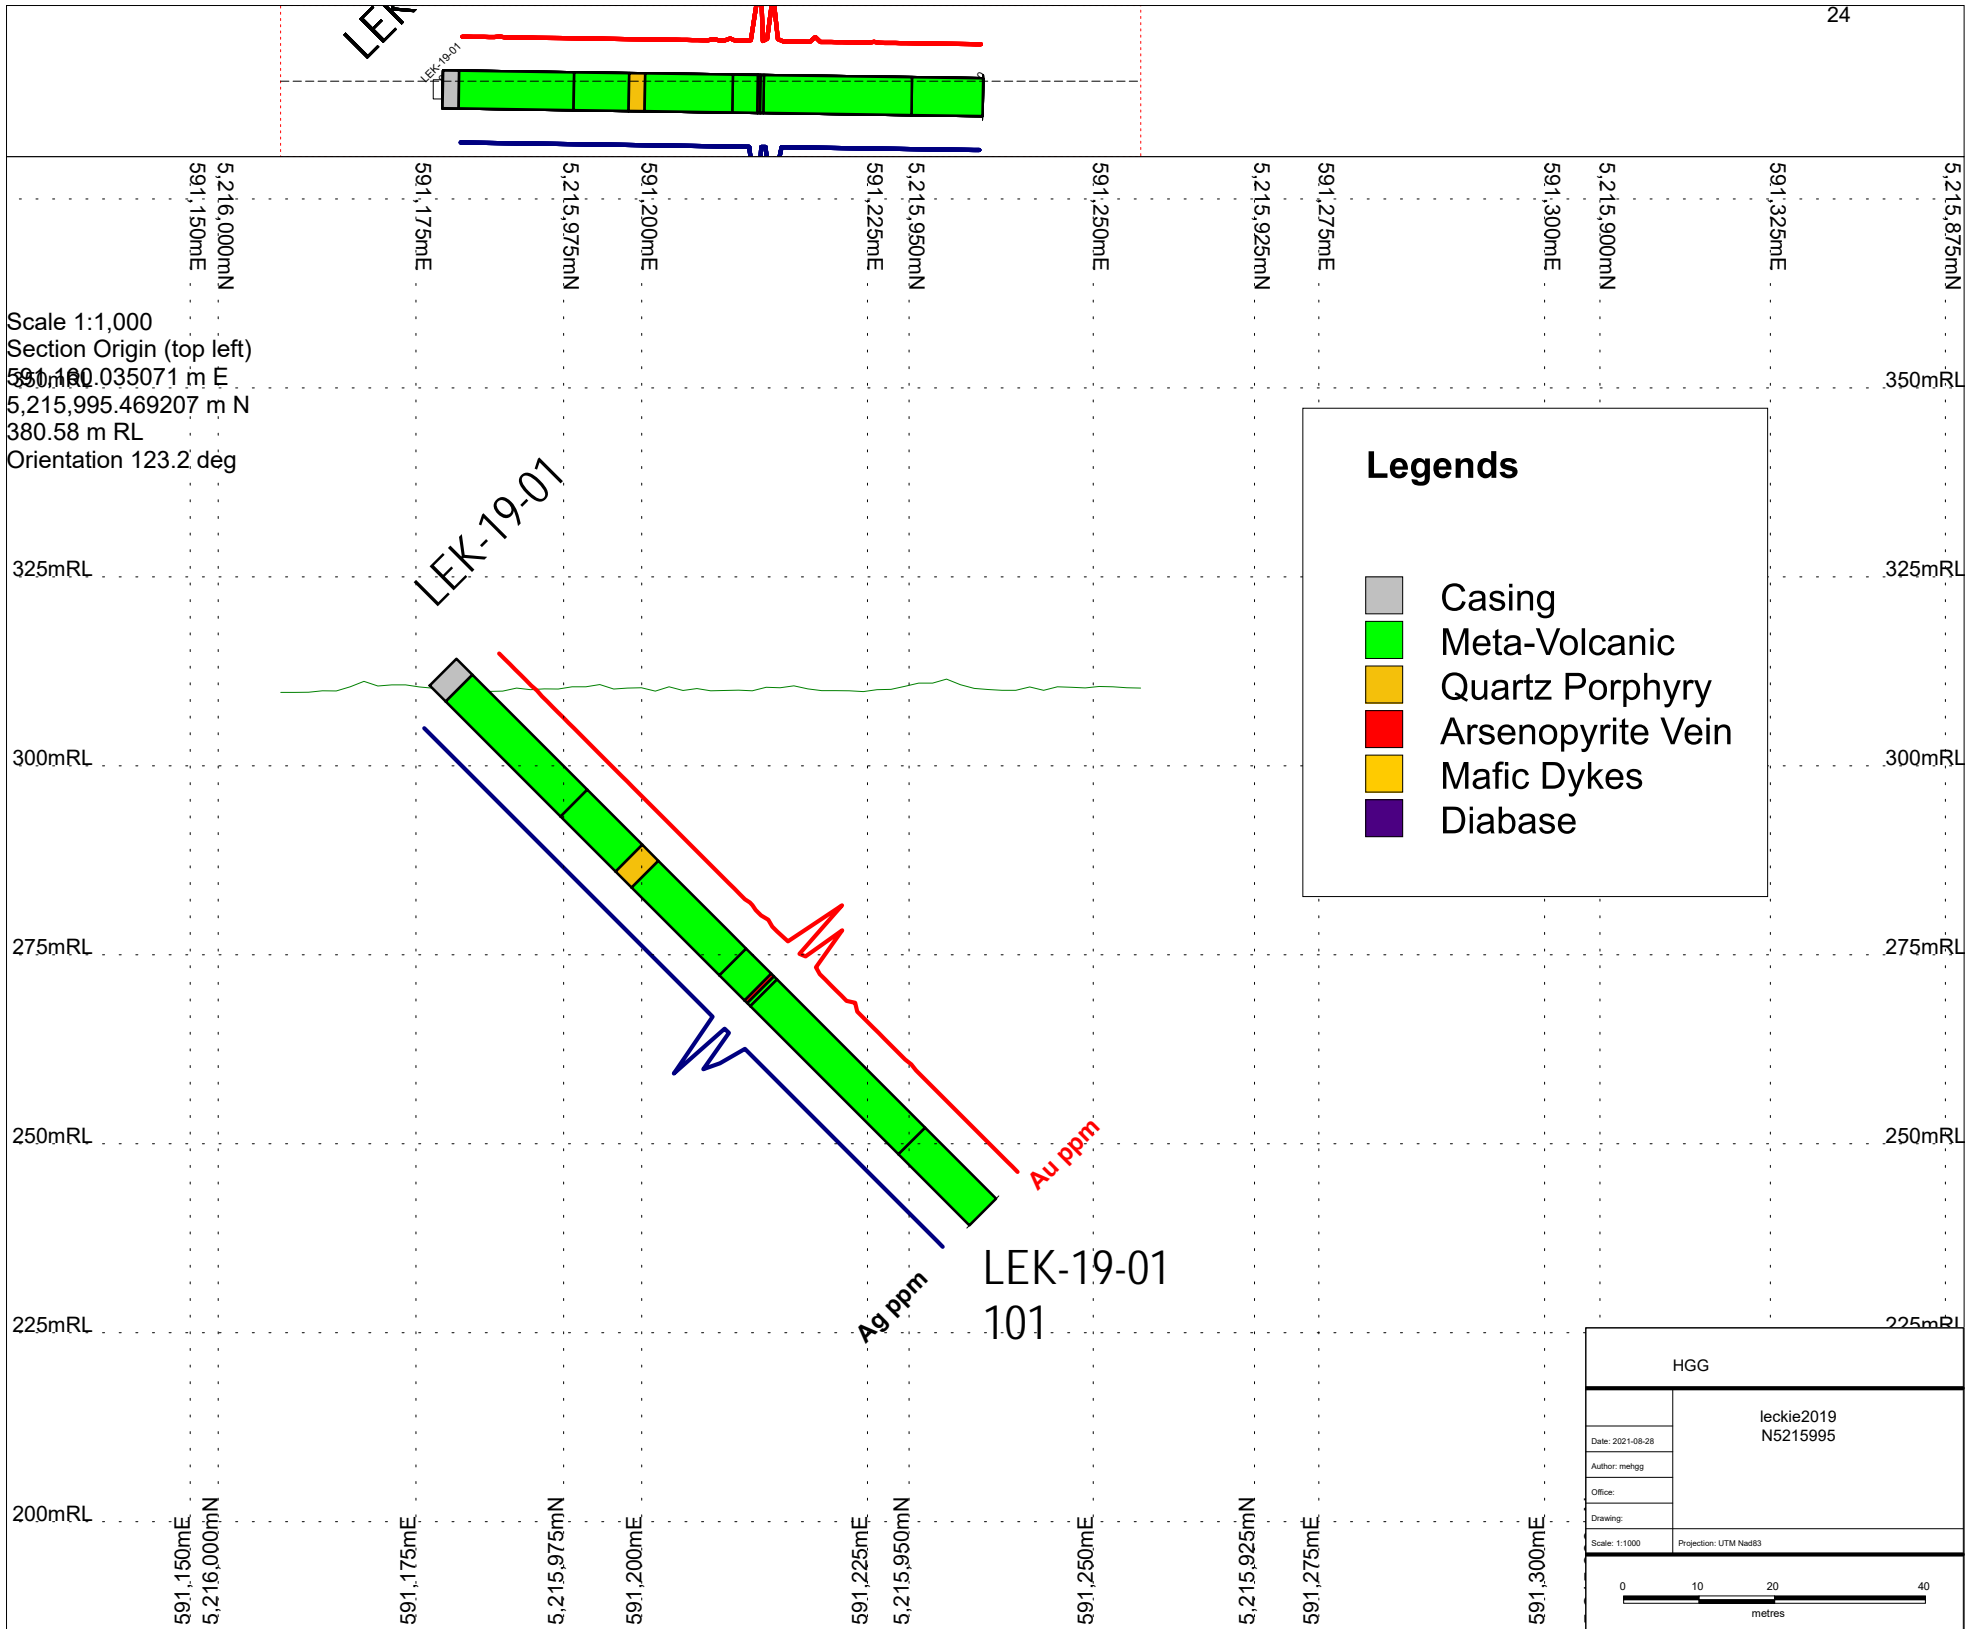 24
LEK
LEK-19-01
591,150mE
5,216,000mN
591,175mE
5,215,975mN
591,200mE
591,225mE
5,215,950mN
591,250mE
5,215,925mN
591,275mE
591,300mE
5,215,900mN
591,325mE
5,215,875mN
Scale 1:1,000
Section Origin (top left)
591,160.035071 m E
350mRL
5,215,995.469207 m N
380.58 m RL
Orientation 123.2 deg
350mRL
LEK-19-01
Legends
Casing
Meta-Volcanic
Quartz Porphyry
Arsenopyrite Vein
Mafic Dykes
Diabase
325mRL
325mRL
300mRL
300mRL
275mRL
275mRL
250mRL
250mRL
Au ppm
Ag ppm
LEK-19-01
101
225mRL
225mRL
200mRL
591,150mE
5,216,000mN
591,175mE
5,215,975mN
591,200mE
591,225mE
5,215,950mN
591,250mE
5,215,925mN
591,275mE
591,300mE
HGG
leckie2019
N5215995
Date: 2021-08-28
Author: mehgg
Office:
Drawing:
Scale: 1:1000
Projection: UTM Nad83
0 10 20 40
metres